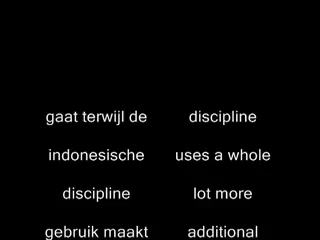 gaat terwijl de
indonesische
discipline
gebruik maakt
discipline
uses a whole
lot more
additional